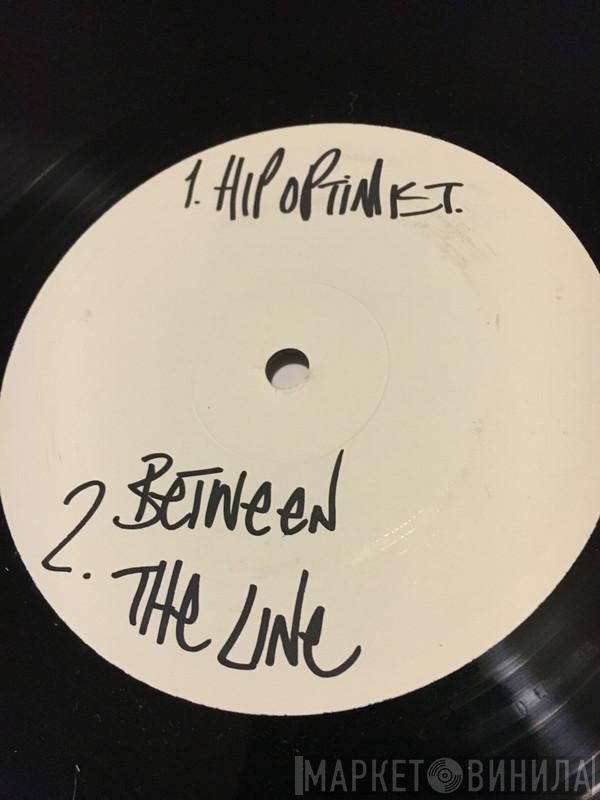 1. HIP OPTIMIST.
2. BETWEEN
THE LINE
МАРКЕТ ВИНИЛА